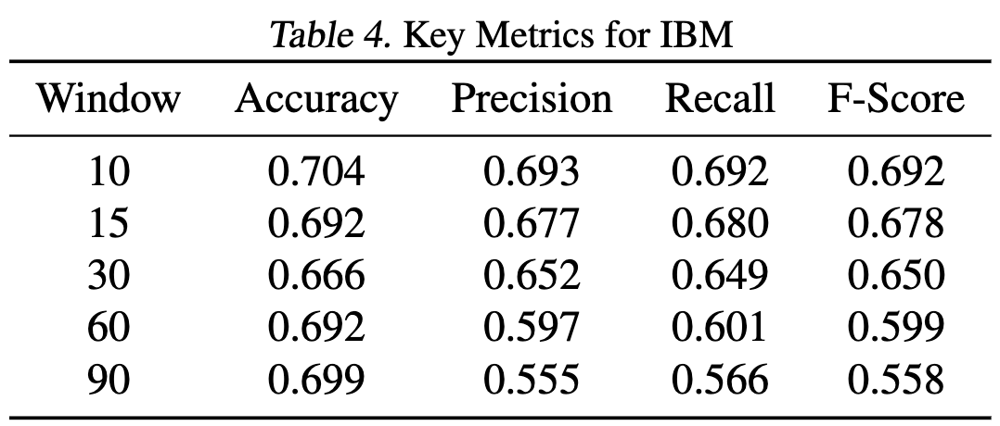 Table 4. Key Metrics for IBM
Window Accuracy Precision Recall F-Score
10 0.704 0.693 0.692 0.692
15 0.692 0.677 0.680 0.678
30 0.666 0.652 0.649 0.650
60 0.692 0.597 0.601 0.599
90 0.699 0.555 0.566 0.558